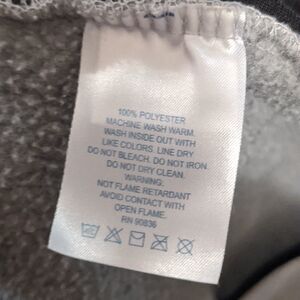 100% POLYESTER
MACHINE WASH WARM.
WASH INSIDE OUT WITH
LIKE COLORS. LINE DRY
DO NOT BLEACH. DO NOT IRON
DO NOT DRY CLEAN.
WARNING:
NOT FLAME RETARDANT
AVOID CONTACT WITH
OPEN FLAME.
RN 90836